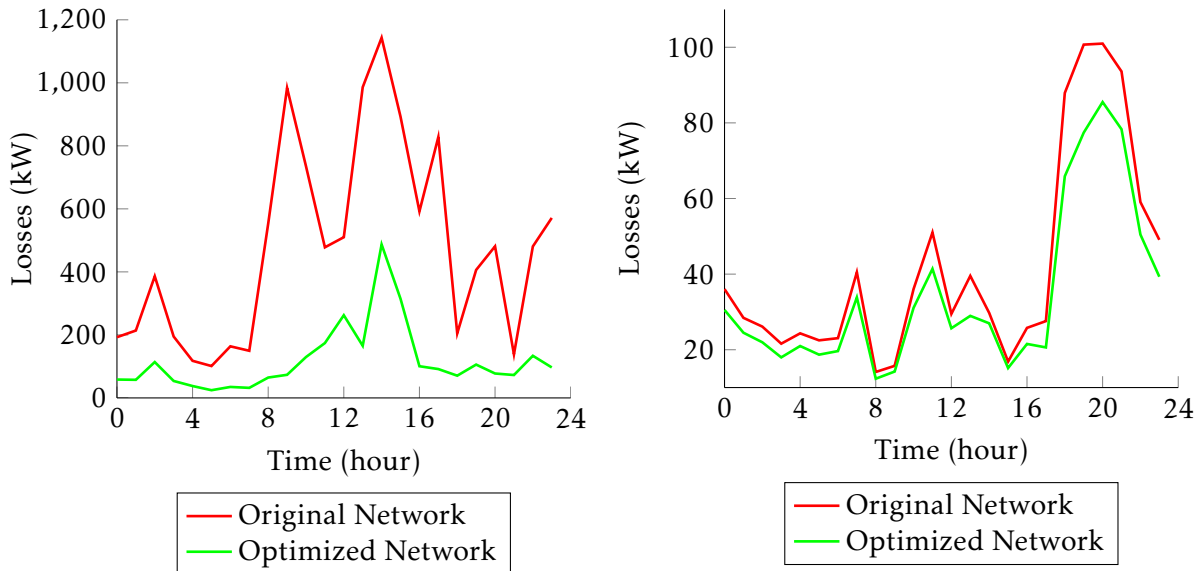 1,200
1,000
800
600
400
200
0
Losses (kW)
0 4 8 12 16 20 24
Time (hour)
Original Network
Optimized Network
100
80
60
40
20
Losses (kW)
0 4 8 12 16 20 24
Time (hour)
Original Network
Optimized Network